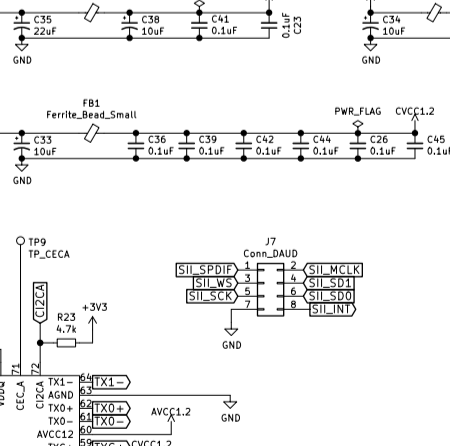 C35
22uF
C38
10uF
C41
0.1uF
0.1uF
C23
C34
10uF
GND
GND
FB1
Ferrite_Bead_Small
PWR_FLAG
CVCC1.2
C33
10uF
C36
0.1uF
C39
0.1uF
C42
0.1uF
C44
0.1uF
C26
0.1uF
C45
0.1uF
GND
TP9
TP_CECA
J7
Conn_DAUD
SII_SPDIF 1
2 SII_MCLK
SII_WS 3
4 SII_SD1
SII_SCK 5
6 SII_SD0
7
8 SII_INT
GND
CI2CA
R23
4.7k
+3V3
71
72
VDDQ
CEC_A
CI2CA
TX1- 64 TX1-
AGND 63
TX0+ 62 TX0+
TX0- 61 TX0-
AVCC12 60
59
AVCC1.2
CVCC1.2
GND